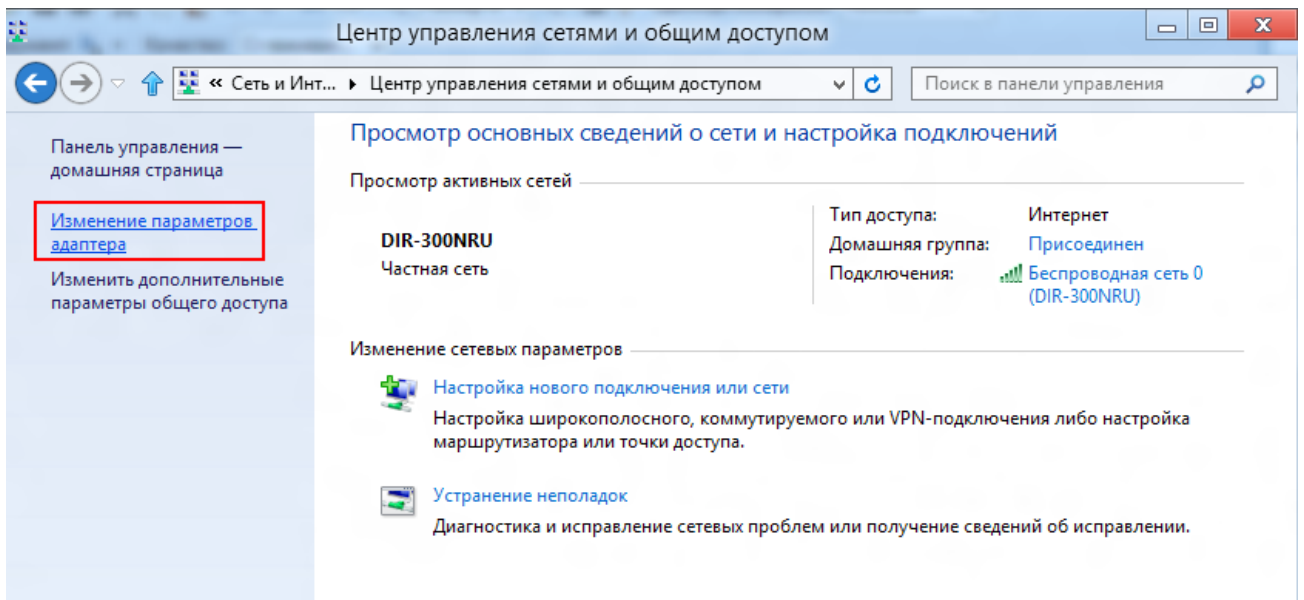 Центр управления сетями и общим доступом
« Сеть и Инт... ▸ Центр управления сетями и общим доступом
Поиск в панели управления
Панель управления —
домашняя страница
Изменение параметров
адаптера
Изменить дополнительные
параметры общего доступа
Просмотр основных сведений о сети и настройка подключений
Просмотр активных сетей
DIR-300NRU
Частная сеть
Тип доступа: Интернет
Домашняя группа: Присоединен
Подключения: Беспроводная сеть 0
(DIR-300NRU)
Изменение сетевых параметров
Настройка нового подключения или сети
Настройка широкополосного, коммутируемого или VPN-подключения либо настройка
маршрутизатора или точки доступа.
Устранение неполадок
Диагностика и исправление сетевых проблем или получение сведений об исправлении.